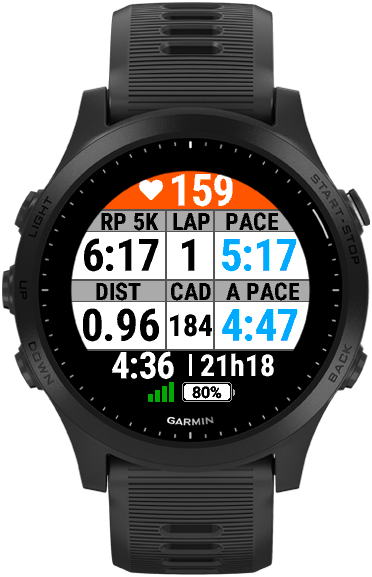 159
RP 5K LAP PACE
6:17 1 5:17
DIST CAD A PACE
0.96 184 4:47
4:36 21h18
80%
GARMIN
LIGHT
UP
DOWN
START·STOP
BACK